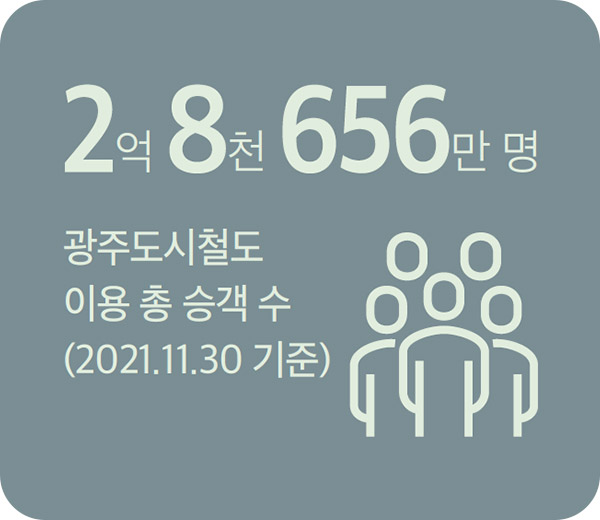 2억 8천 656만 명
광주도시철도
이용 총 승객 수
(2021.11.30 기준)